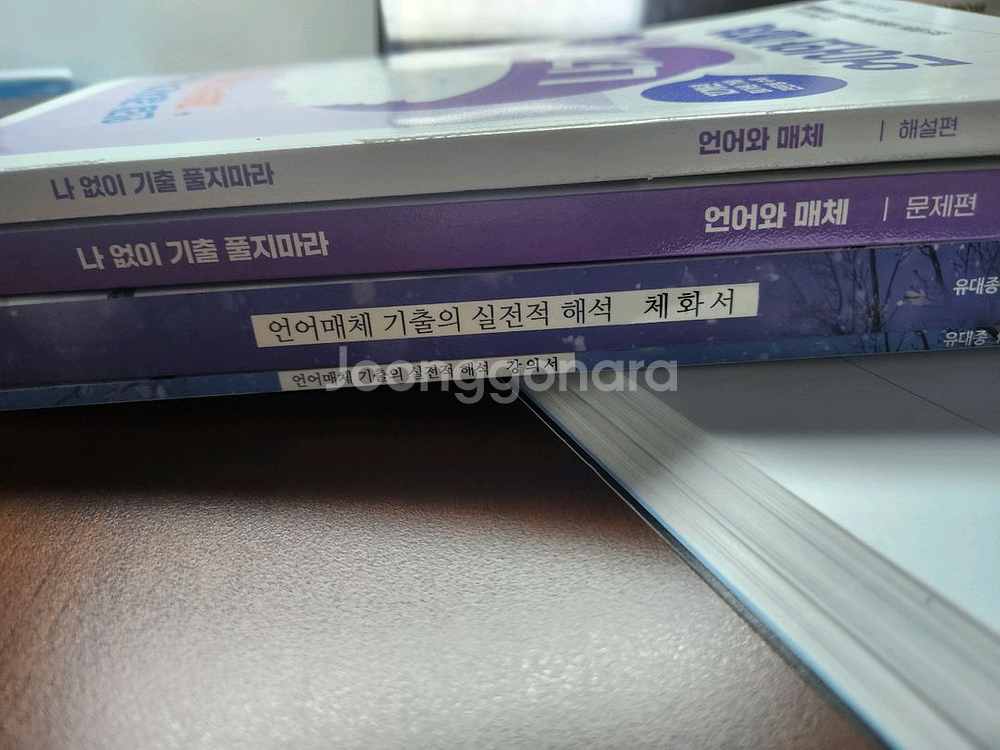 나 없이 기출 풀지마라 언어와 매체 | 해설편
나 없이 기출 풀지마라 언어와 매체 | 문제편
언어매체 기출의 실전적 해석 체화서 유대종
언어매체 기출의 실전적 해석 강의서 유대종
Joonggonara